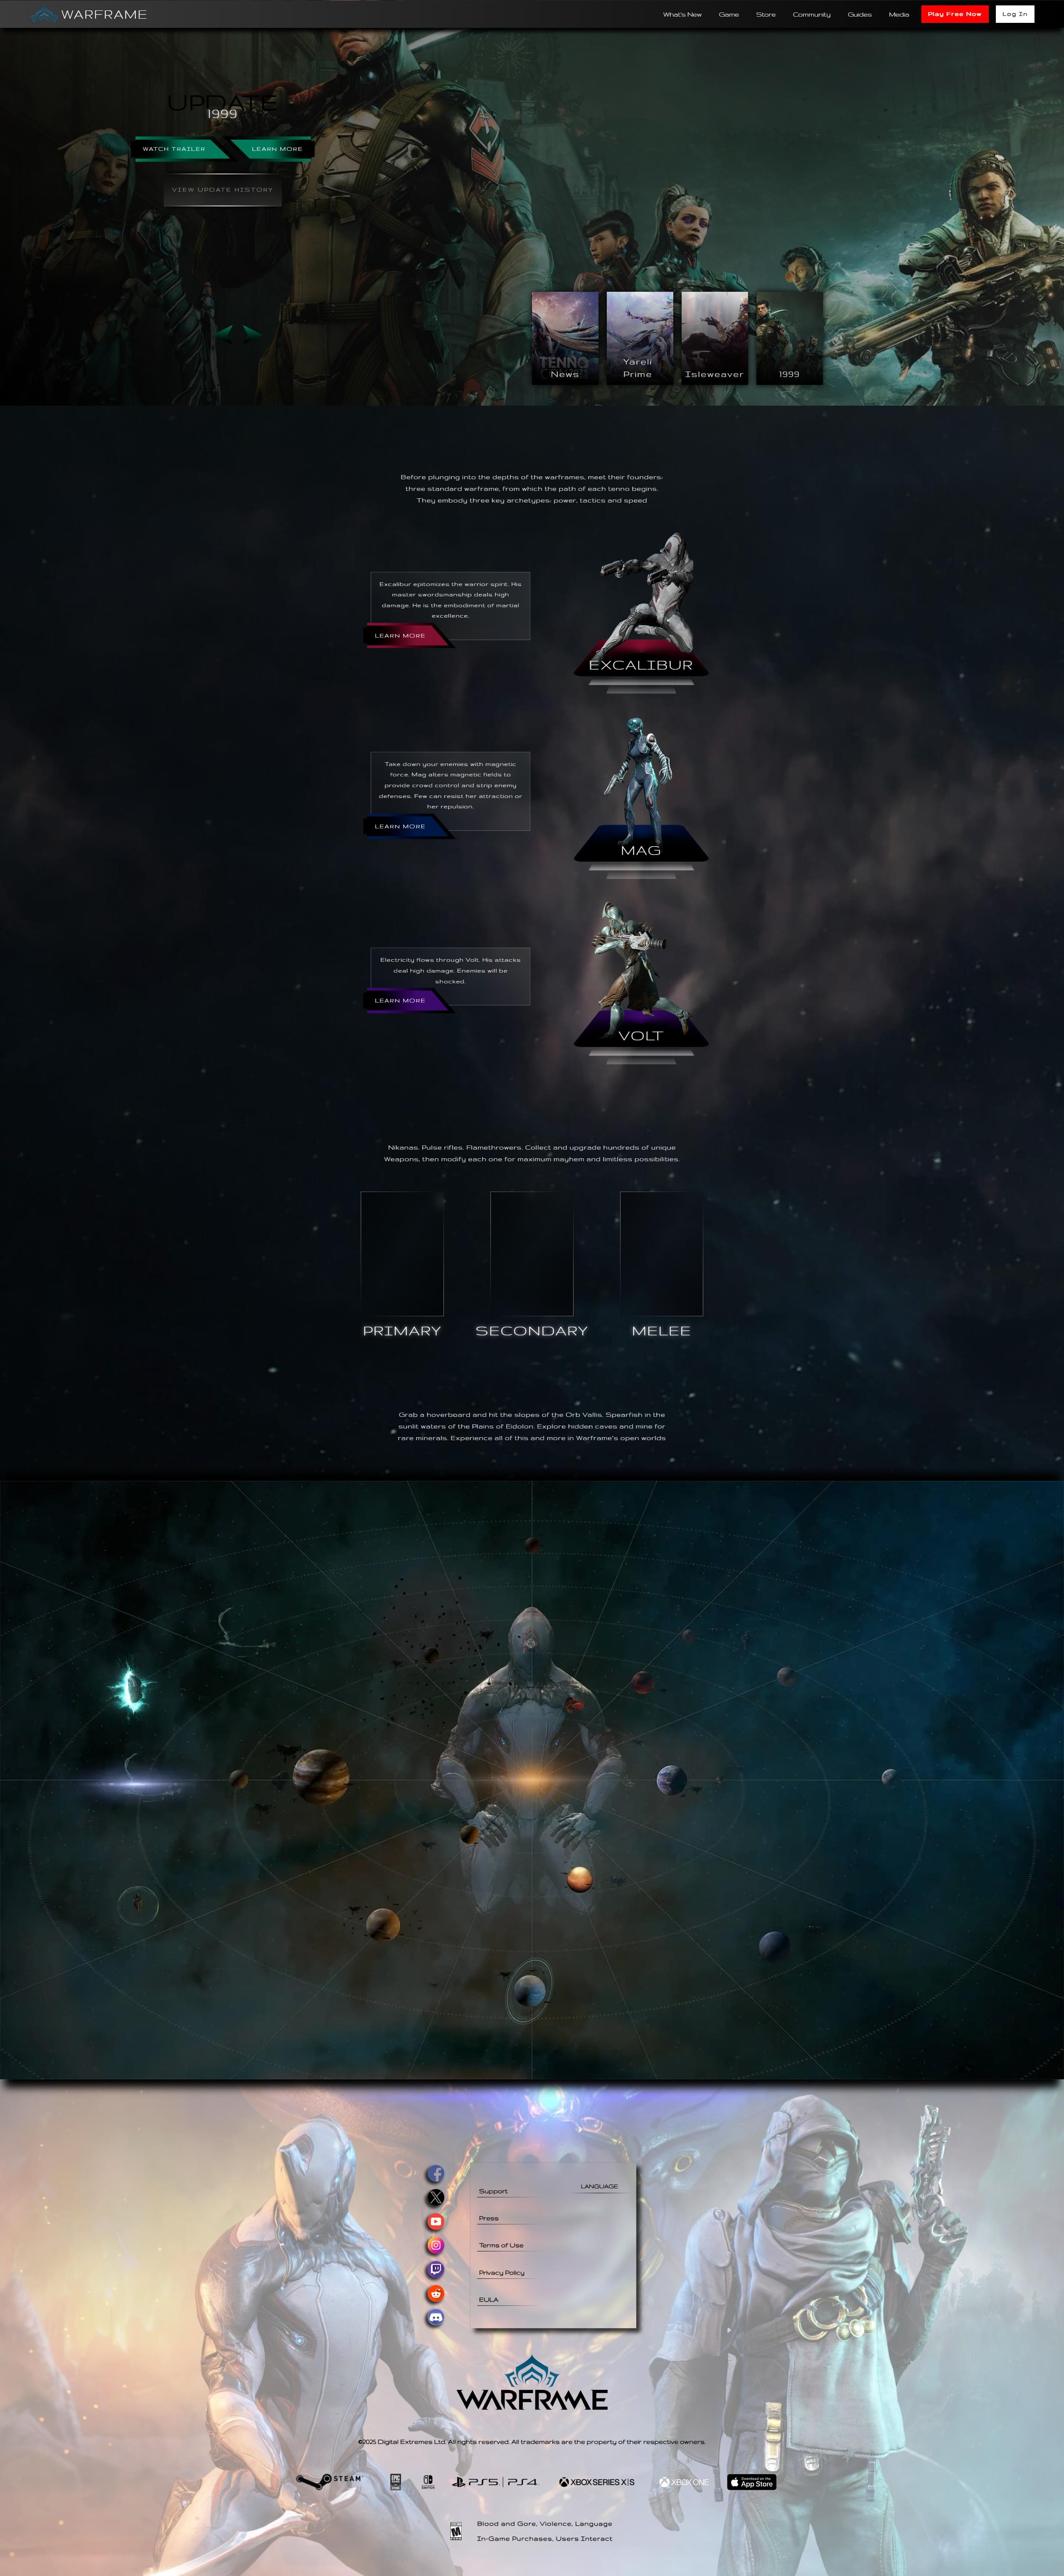 WARFRAME
What's New
Game
Store
Community
Guides
Media
Play Free Now
Log In
UPDATE
1999
WATCH TRAILER
LEARN MORE
VIEW UPDATE HISTORY
TENNO
News
Yareli
Prime
Isleweaver
1999
Before plunging into the depths of the warframes, meet their founders:
three standard warframe, from which the path of each tenno begins.
They embody three key archetypes: power, tactics and speed
Excalibur epitomizes the warrior spirit. His
master swordsmanship deals high
damage. He is the embodiment of martial
excellence.
LEARN MORE
EXCALIBUR
Take down your enemies with magnetic
force. Mag alters magnetic fields to
provide crowd control and strip enemy
defenses. Few can resist her attraction or
her repulsion.
LEARN MORE
MAG
Electricity flows through Volt. His attacks
deal high damage. Enemies will be
shocked.
LEARN MORE
VOLT
Nikanas. Pulse rifles. Flamethrowers. Collect and upgrade hundreds of unique
Weapons, then modify each one for maximum mayhem and limitless possibilities.
PRIMARY
SECONDARY
MELEE
Grab a hoverboard and hit the slopes of the Orb Vallis. Spearfish in the
sunlit waters of the Plains of Eidolon. Explore hidden caves and mine for
rare minerals. Experience all of this and more in Warframe's open worlds
Support
Press
Terms of Use
Privacy Policy
EULA
LANGUAGE
WARFRAME
©2025 Digital Extremes Ltd. All rights reserved. All trademarks are the property of their respective owners.
STEAM
SWITCH
PS5 | PS4
XBOX SERIES X|S
XBOX ONE
Download on the
App Store
M
Blood and Gore, Violence, Language
In-Game Purchases, Users Interact